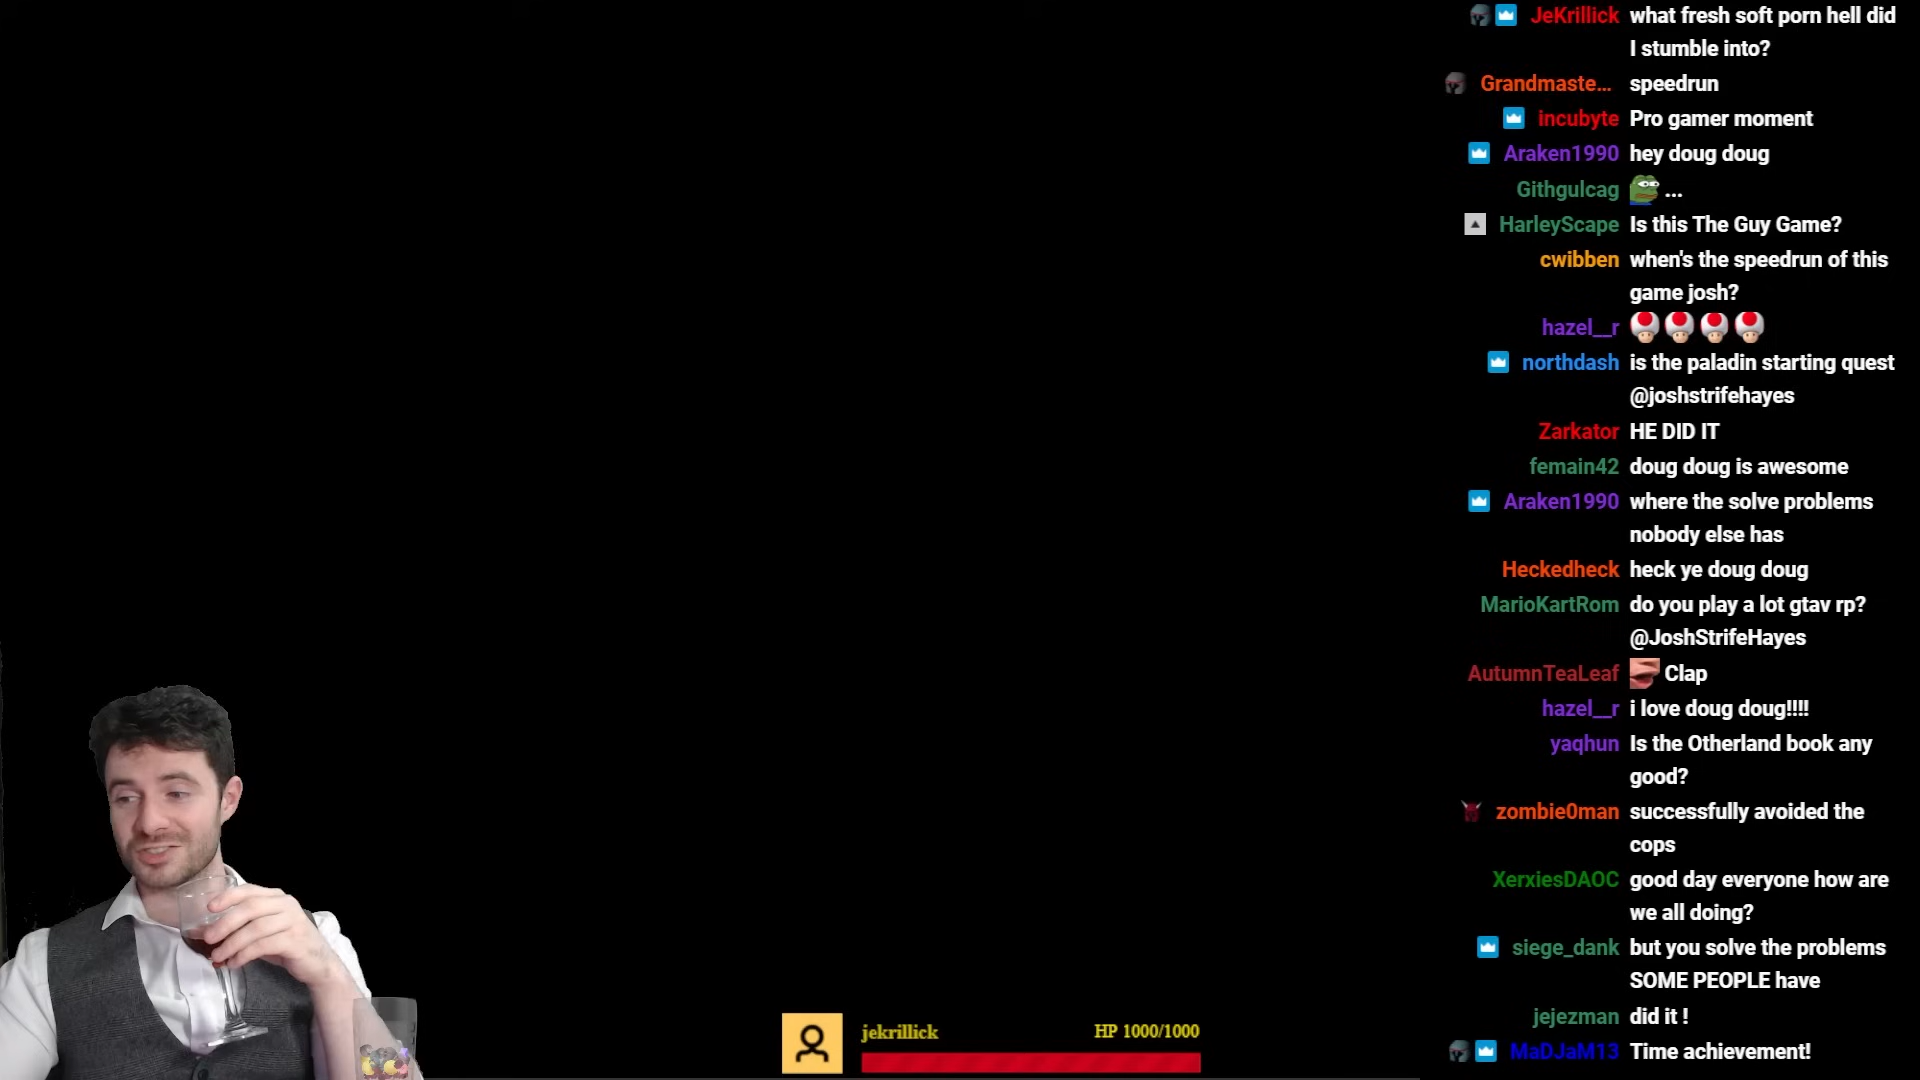 JeKrillick what fresh soft porn hell did
I stumble into?
Grandmaste... speedrun
incubyte Pro gamer moment
Araken1990 hey doug doug
Githgulcag ...
HarleyScape Is this The Guy Game?
cwibben when's the speedrun of this
game josh?
hazel__r
northdash is the paladin starting quest
@joshstrifehayes
Zarkator HE DID IT
femain42 doug doug is awesome
Araken1990 where the solve problems
nobody else has
Heckedheck heck ye doug doug
MarioKartRom do you play a lot gtav rp?
@JoshStrifeHayes
AutumnTeaLeaf Clap
hazel__r i love doug doug!!!!
yaqhun Is the Otherland book any
good?
zombie0man successfully avoided the
cops
XerxiesDAOC good day everyone how are
we all doing?
siege_dank but you solve the problems
SOME PEOPLE have
jejezman did it !
MaDJaM13 Time achievement!
jekrillick HP 1000/1000